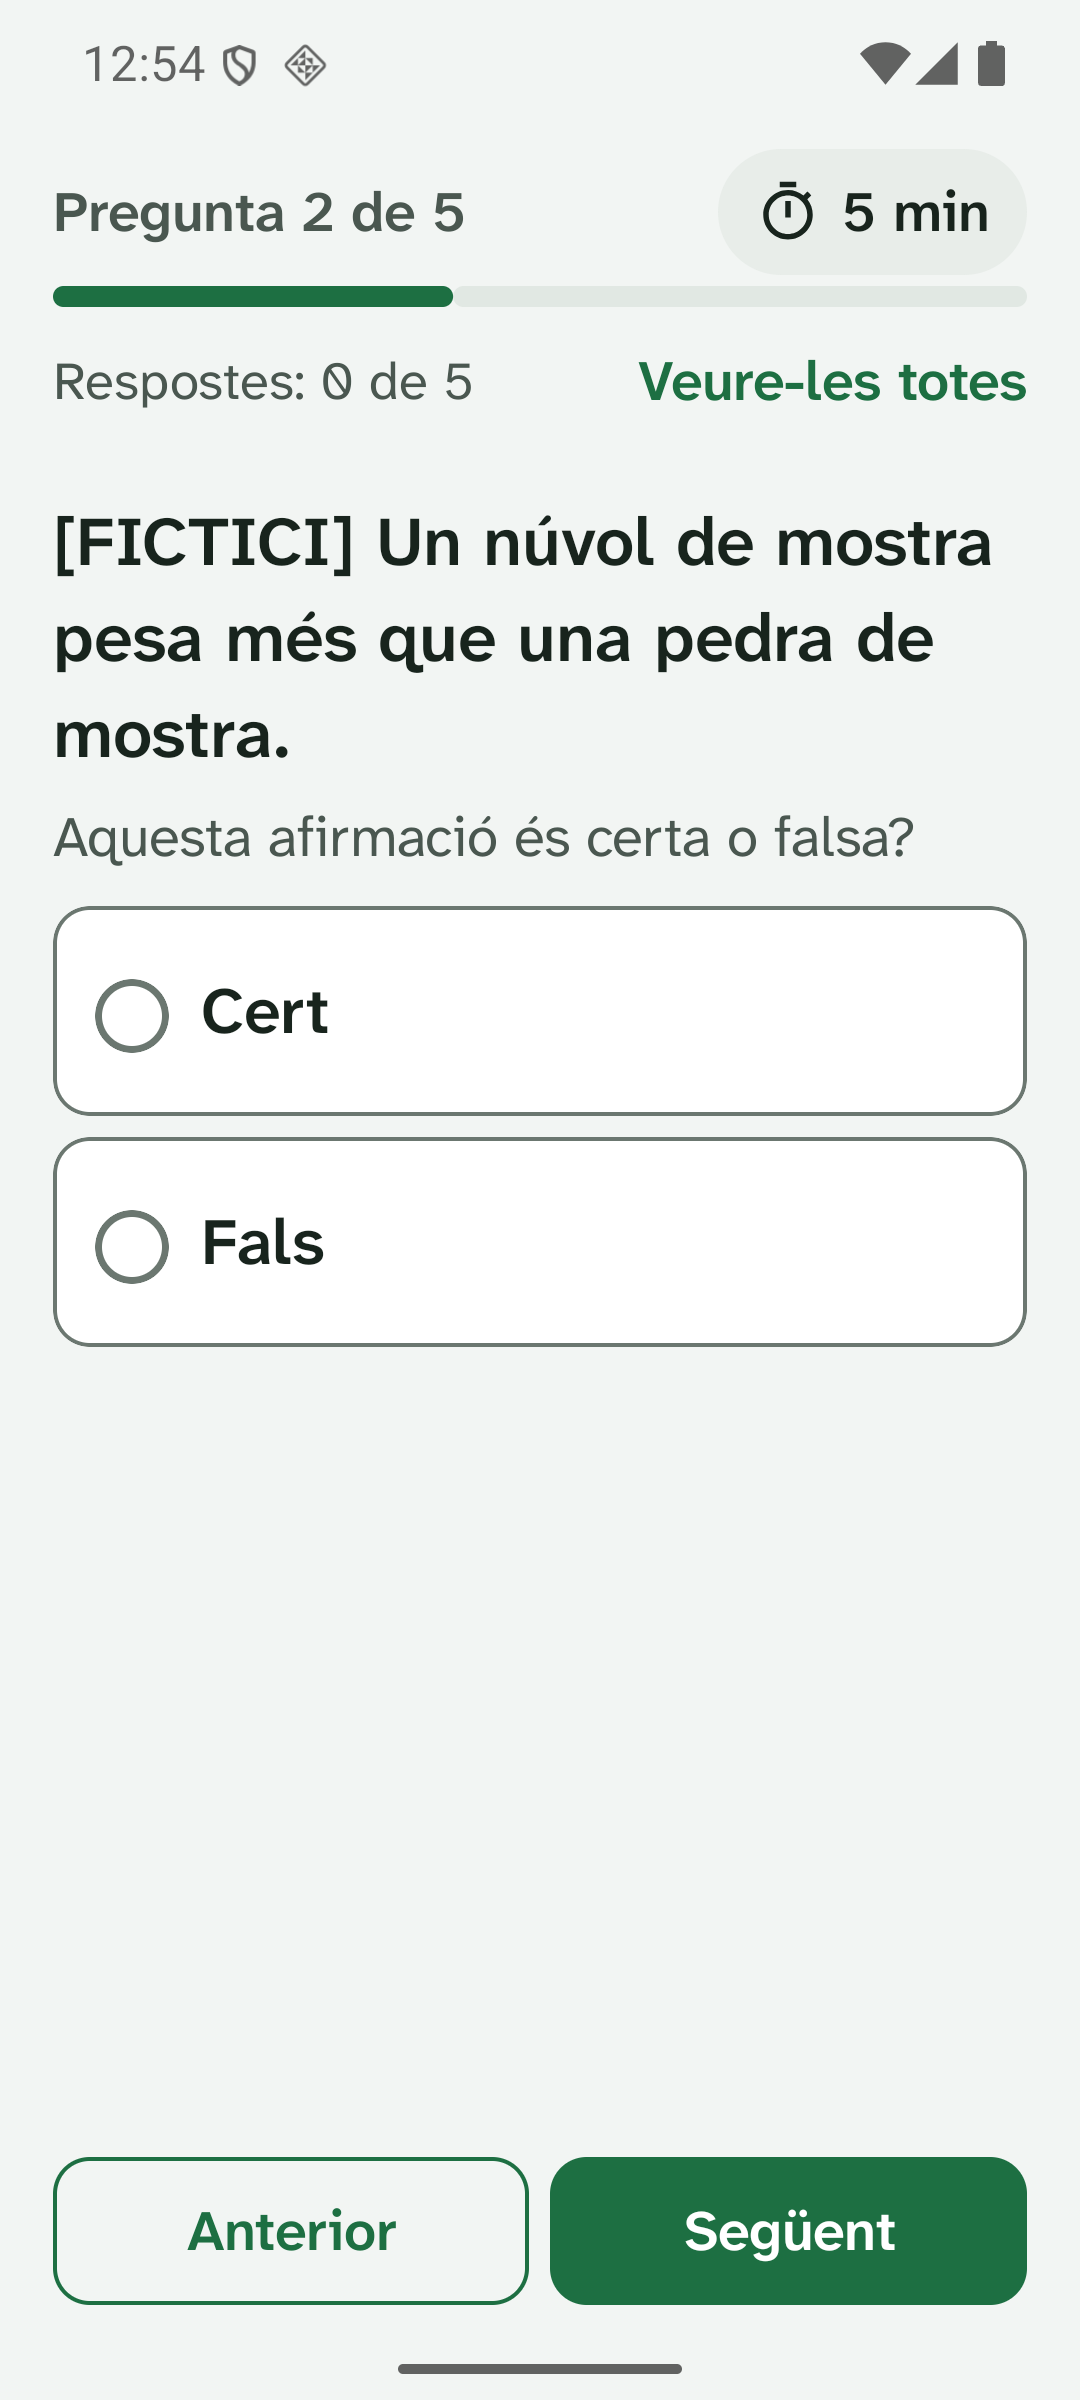 12:54
Pregunta 2 de 5
5 min
Respostes: 0 de 5
Veure-les totes
[FICTICI] Un núvol de mostra
pesa més que una pedra de
mostra.
Aquesta afirmació és certa o falsa?
Cert
Fals
Anterior
Següent